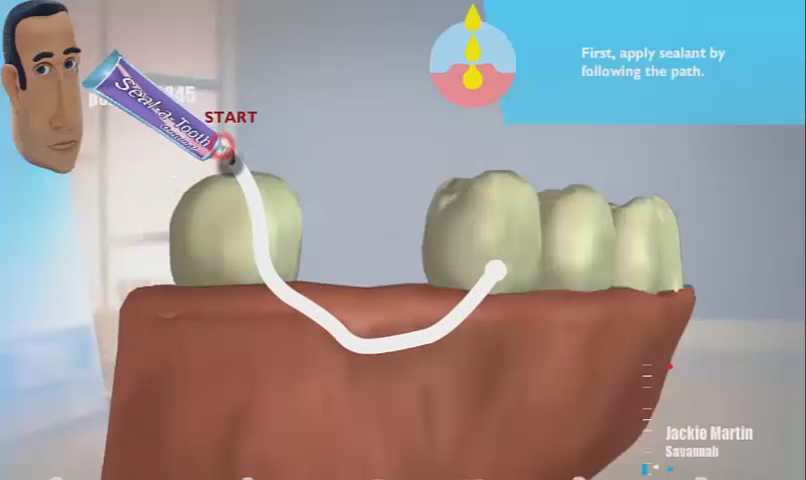 First, apply sealant by
following the path.
Seal-a-Tooth
START
Jackie Martin
Savannah